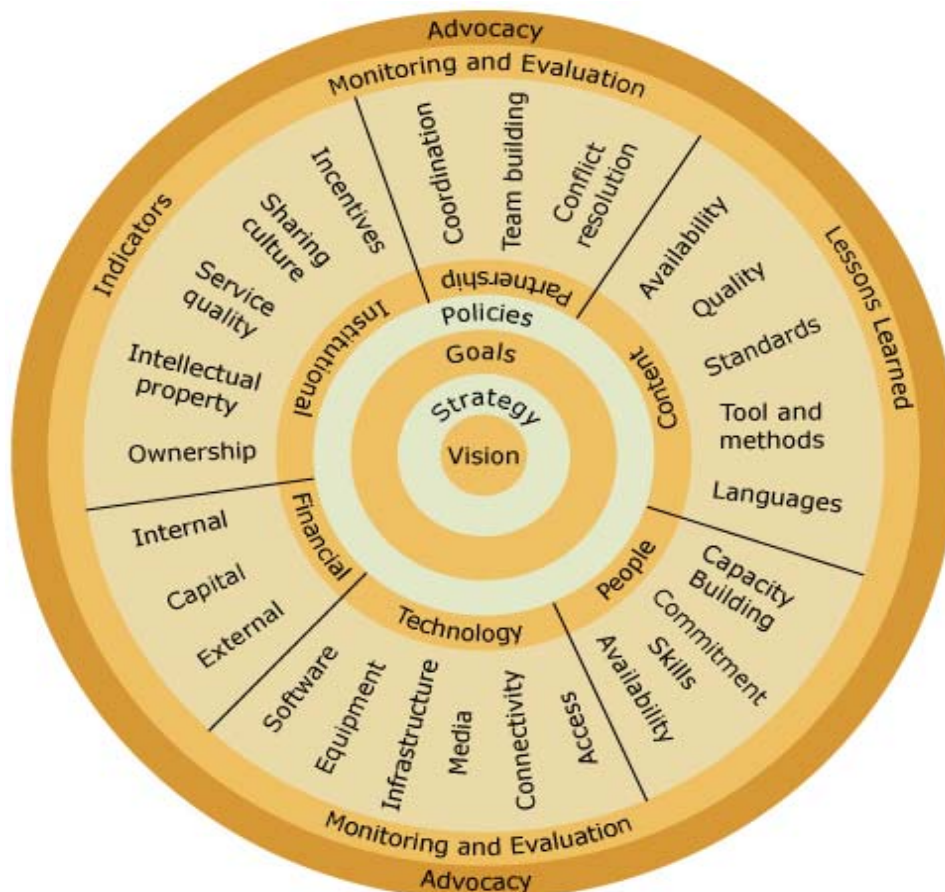 Advocacy
Monitoring and Evaluation
Indicators
Lessons Learned
Coordination
Team building
Conflict
resolution
Partnership
Availability
Quality
Standards
Tool and
methods
Languages
Content
Capacity
Building
Commitment
Skills
Availability
People
Access
Connectivity
Media
Infrastructure
Equipment
Software
Technology
External
Capital
Internal
Financial
Ownership
Intellectual
property
Service
quality
Sharing
culture
Incentives
Institutional
Policies
Goals
Strategy
Vision
Monitoring and Evaluation
Advocacy